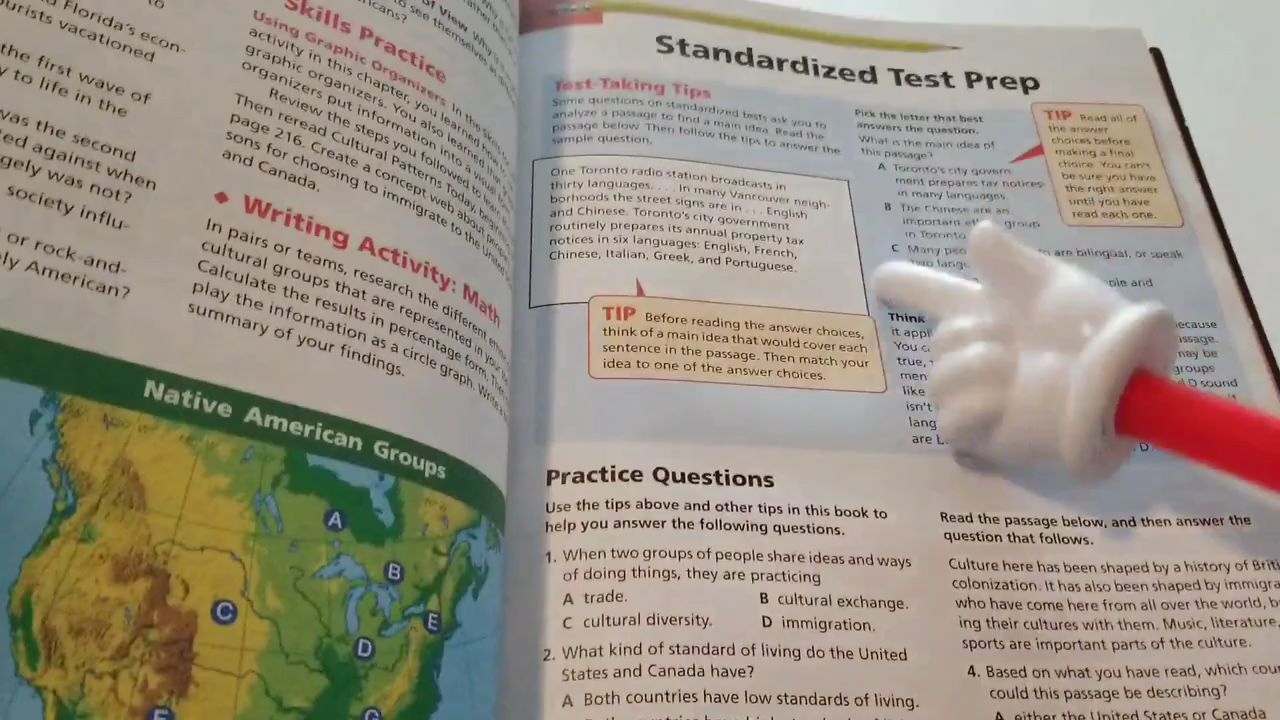 Florida's econ-
ourists vacationed
the first wave of
y to life in the
was the second
ted against when
gely was not?
society influ-
or rock-and-
ly American?
of View
to see themselves
Skills Practice
Using Graphic Organizers In the
activity in this chapter, you learned
graphic organizers. You also learned
organizers put information into a visual
Review the steps you followed
Then reread Cultural Patterns Today,
page 216. Create a concept web about
sons for choosing to immigrate to the United
and Canada.
Writing Activity: Math
In pairs or teams, research the different
cultural groups that are represented in your
Calculate the results in percentage form. Then
play the information as a circle graph. Write a
summary of your findings.
Native American Groups
A
B
C
E
D
Standardized Test Prep
Test-Taking Tips
Some questions on standardized tests ask you to
analyze a passage to find a main idea. Read the
passage below. Then follow the tips to answer the
sample question.
One Toronto radio station broadcasts in
thirty languages. . . . In many Vancouver neigh-
borhoods the street signs are in . . . English
and Chinese. Toronto's city government
routinely prepares its annual property tax
notices in six languages: English, French,
Chinese, Italian, Greek, and Portuguese.
TIP Before reading the answer choices,
think of a main idea that would cover each
sentence in the passage. Then match your
idea to one of the answer choices.
Pick the letter that best
answers the question.
What is the main idea of
this passage?
A Toronto's city govern-
ment prepares tax notices
in many languages.
B The Chinese are an
important group
in Toronto
C Many are bilingual, or speak
two
and
TIP Read all of
the answer
choices before
making a final
choice. You can't
be sure you have
the right answer
until you have
read each one.
Think
it
You
true,
men
like
isn't
lang
are
may be
groups
D sound
D.
Practice Questions
Use the tips above and other tips in this book to
help you answer the following questions.
1. When two groups of people share ideas and ways
of doing things, they are practicing
A trade.
B cultural exchange.
C cultural diversity.
D immigration.
2. What kind of standard of living do the United
States and Canada have?
A Both countries have low standards of living.
Read the passage below, and then answer the
question that follows.
Culture here has been shaped by a history of Briti
colonization. It has also been shaped by immigra
who have come here from all over the world, b
ing their cultures with them. Music, literature,
sports are important parts of the culture.
4. Based on what you have read, which cou
could this passage be describing?
A either the United States or Canada